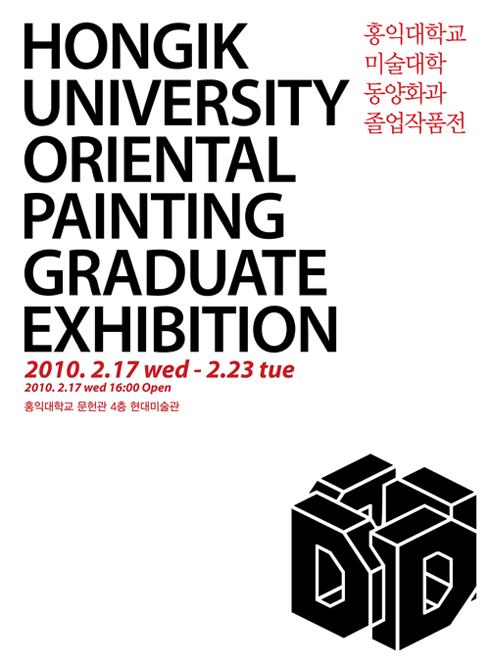 HONGIK
UNIVERSITY
ORIENTAL
PAINTING
GRADUATE
EXHIBITION
홍익대학교
미술대학
동양화과
졸업작품전
2010. 2.17 wed - 2.23 tue
2010. 2.17 wed 16:00 Open
홍익대학교 문헌관 4층 현대미술관